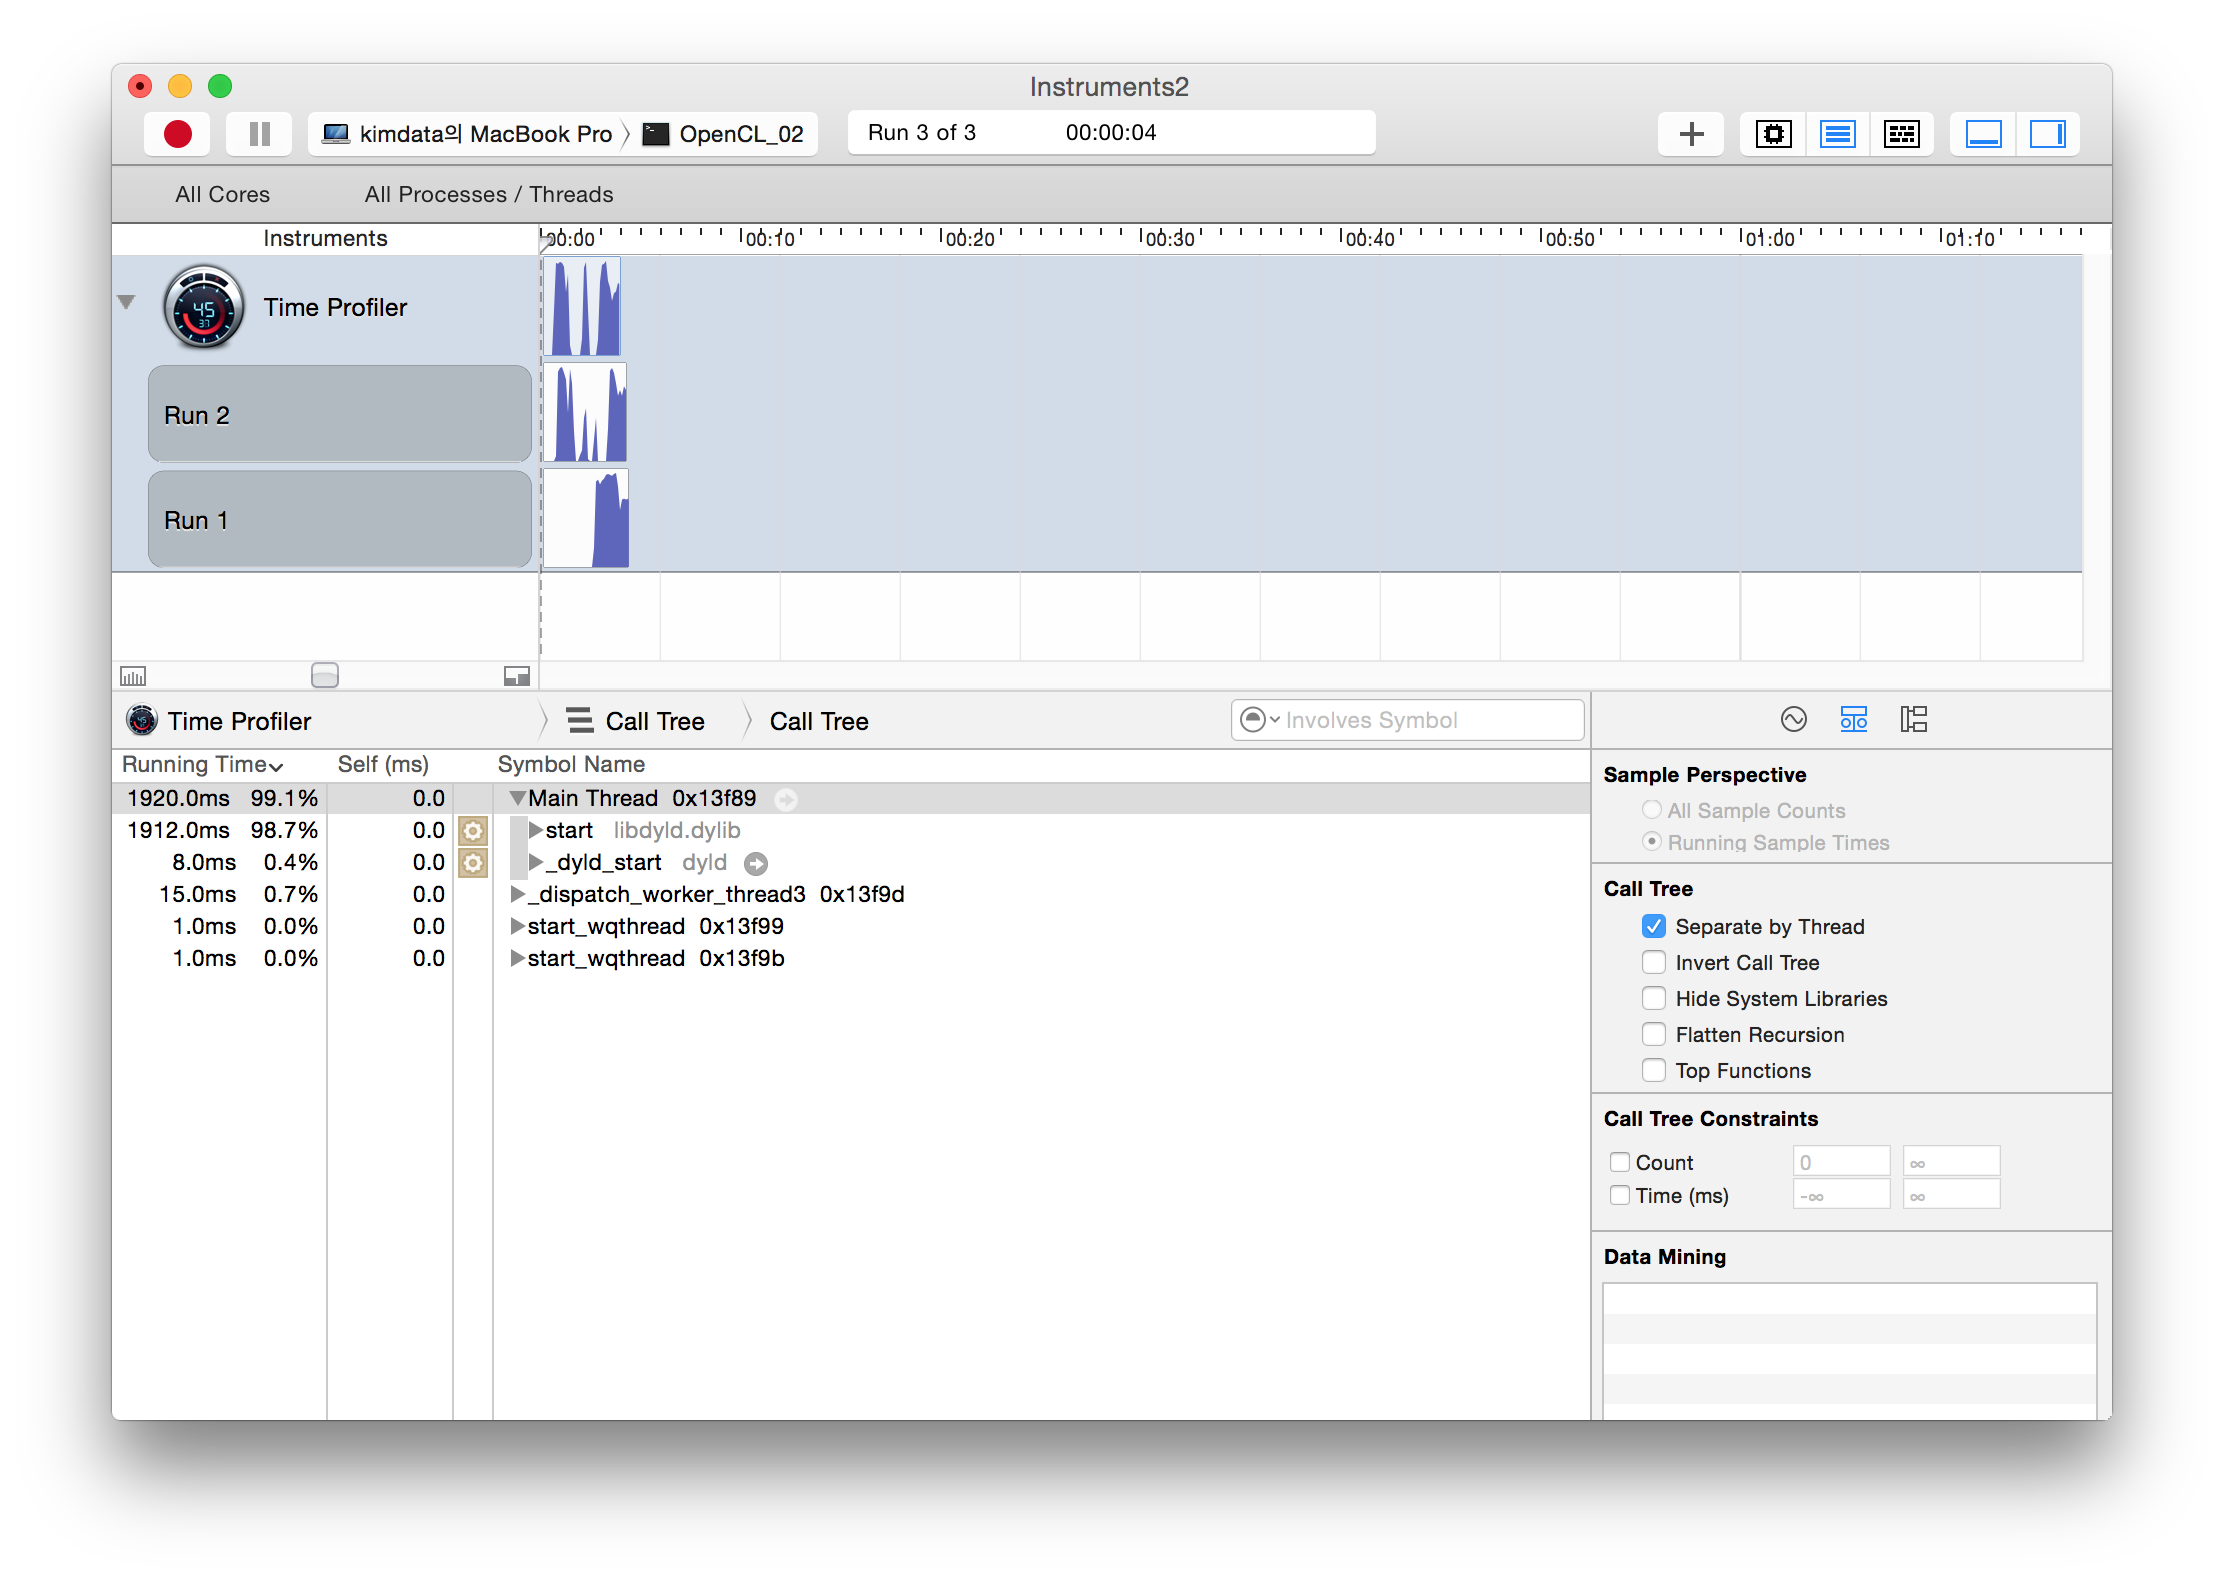 Instruments2
kimdata의 MacBook Pro
OpenCL_02
Run 3 of 3 00:00:04
All Cores All Processes / Threads
Instruments 00:00 00:10 00:20 00:30 00:40 00:50 01:00 01:10
45
37
Time Profiler
Run 2
Run 1
Time Profiler Call Tree Call Tree Involves Symbol
Running Time Self (ms) Symbol Name
1920.0ms 99.1% 0.0 Main Thread 0x13f89
1912.0ms 98.7% 0.0 start libdyld.dylib
8.0ms 0.4% 0.0 _dyld_start dyld
15.0ms 0.7% 0.0 _dispatch_worker_thread3 0x13f9d
1.0ms 0.0% 0.0 start_wqthread 0x13f99
1.0ms 0.0% 0.0 start_wqthread 0x13f9b
Sample Perspective
All Sample Counts
Running Sample Times
Call Tree
Separate by Thread
Invert Call Tree
Hide System Libraries
Flatten Recursion
Top Functions
Call Tree Constraints
Count 0 ∞
Time (ms) -∞ ∞
Data Mining